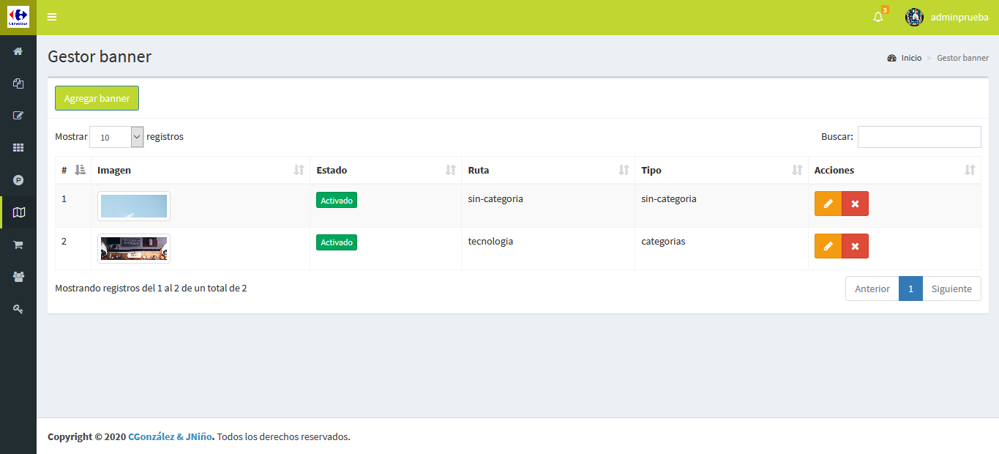 3
adminprueba
Gestor banner
Inicio > Gestor banner
Agregar banner
Mostrar 10 registros
Buscar:
# Imagen Estado Ruta Tipo Acciones
1 Activado sin-categoria sin-categoria
2 Activado tecnologia categorias
Mostrando registros del 1 al 2 de un total de 2
Anterior 1 Siguiente
P
Copyright © 2020 CGonzález & JNiño. Todos los derechos reservados.